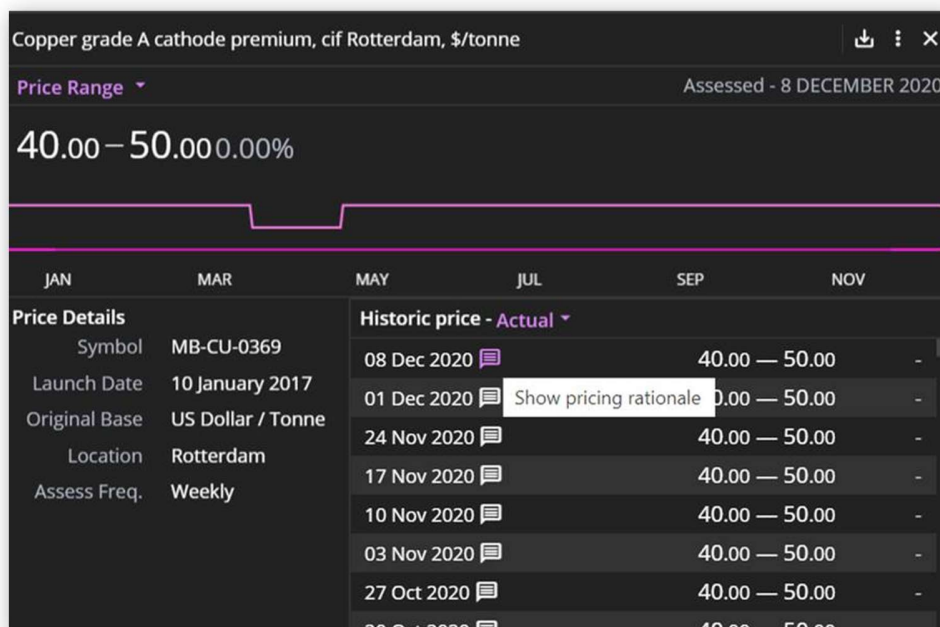 Copper grade A cathode premium, cif Rotterdam, $/tonne
Price Range
Assessed - 8 DECEMBER 2020
40.00 – 50.00 0.00%
JAN MAR MAY JUL SEP NOV
Price Details
Symbol MB-CU-0369
Launch Date 10 January 2017
Original Base US Dollar / Tonne
Location Rotterdam
Assess Freq. Weekly
Historic price - Actual
08 Dec 2020 40.00 — 50.00 -
01 Dec 2020 Show pricing rationale 0.00 — 50.00 -
24 Nov 2020 40.00 — 50.00 -
17 Nov 2020 40.00 — 50.00 -
10 Nov 2020 40.00 — 50.00 -
03 Nov 2020 40.00 — 50.00 -
27 Oct 2020 40.00 — 50.00 -